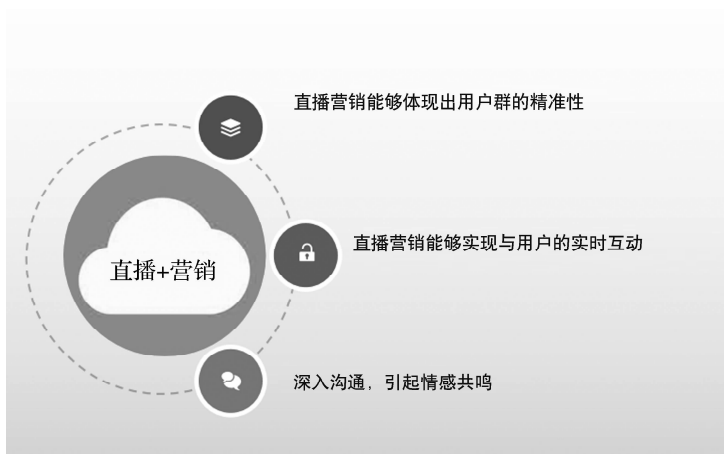 直播营销能够体现出用户群的精准性
直播营销能够实现与用户的实时互动
直播+营销
深入沟通，引起情感共鸣